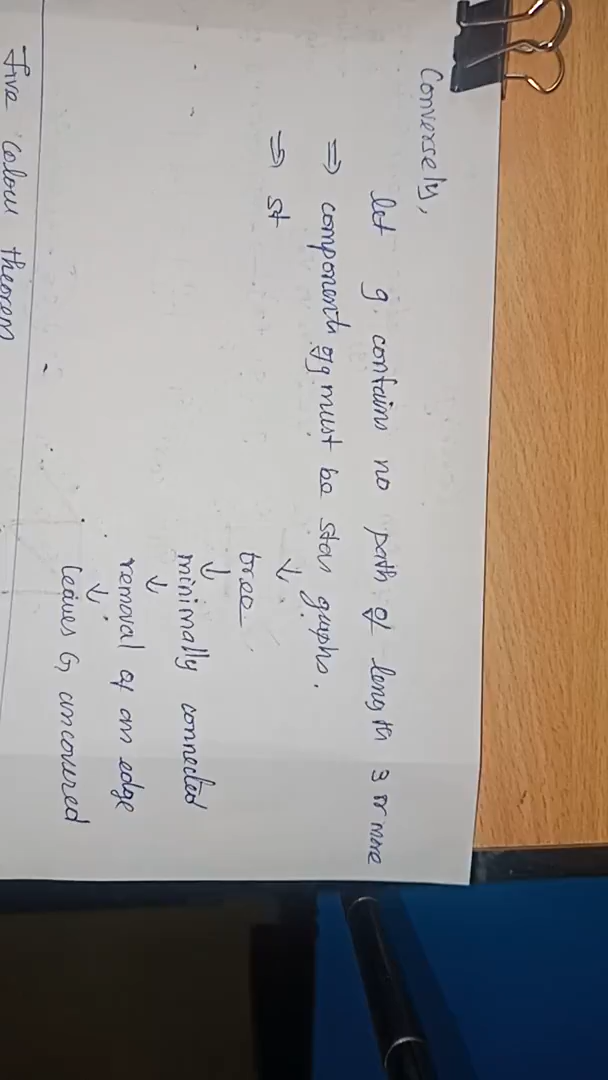 Conversely,
let g contains no path of length 3 or more
⇒ components of g must be star graphs.
⇒ st
↓
tree
↓
minimally connected
↓
removal of an edge
↓
leaves G, uncovered
Five colour theorem